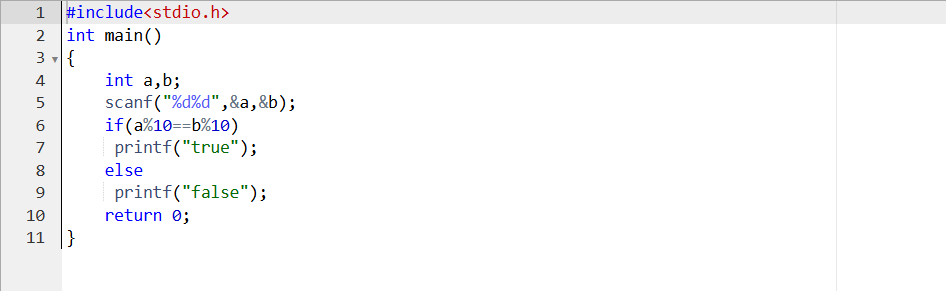 1 #include<stdio.h>
2 int main()
3 {
4     int a,b;
5     scanf("%d%d",&a,&b);
6     if(a%10==b%10)
7      printf("true");
8     else
9      printf("false");
10     return 0;
11 }